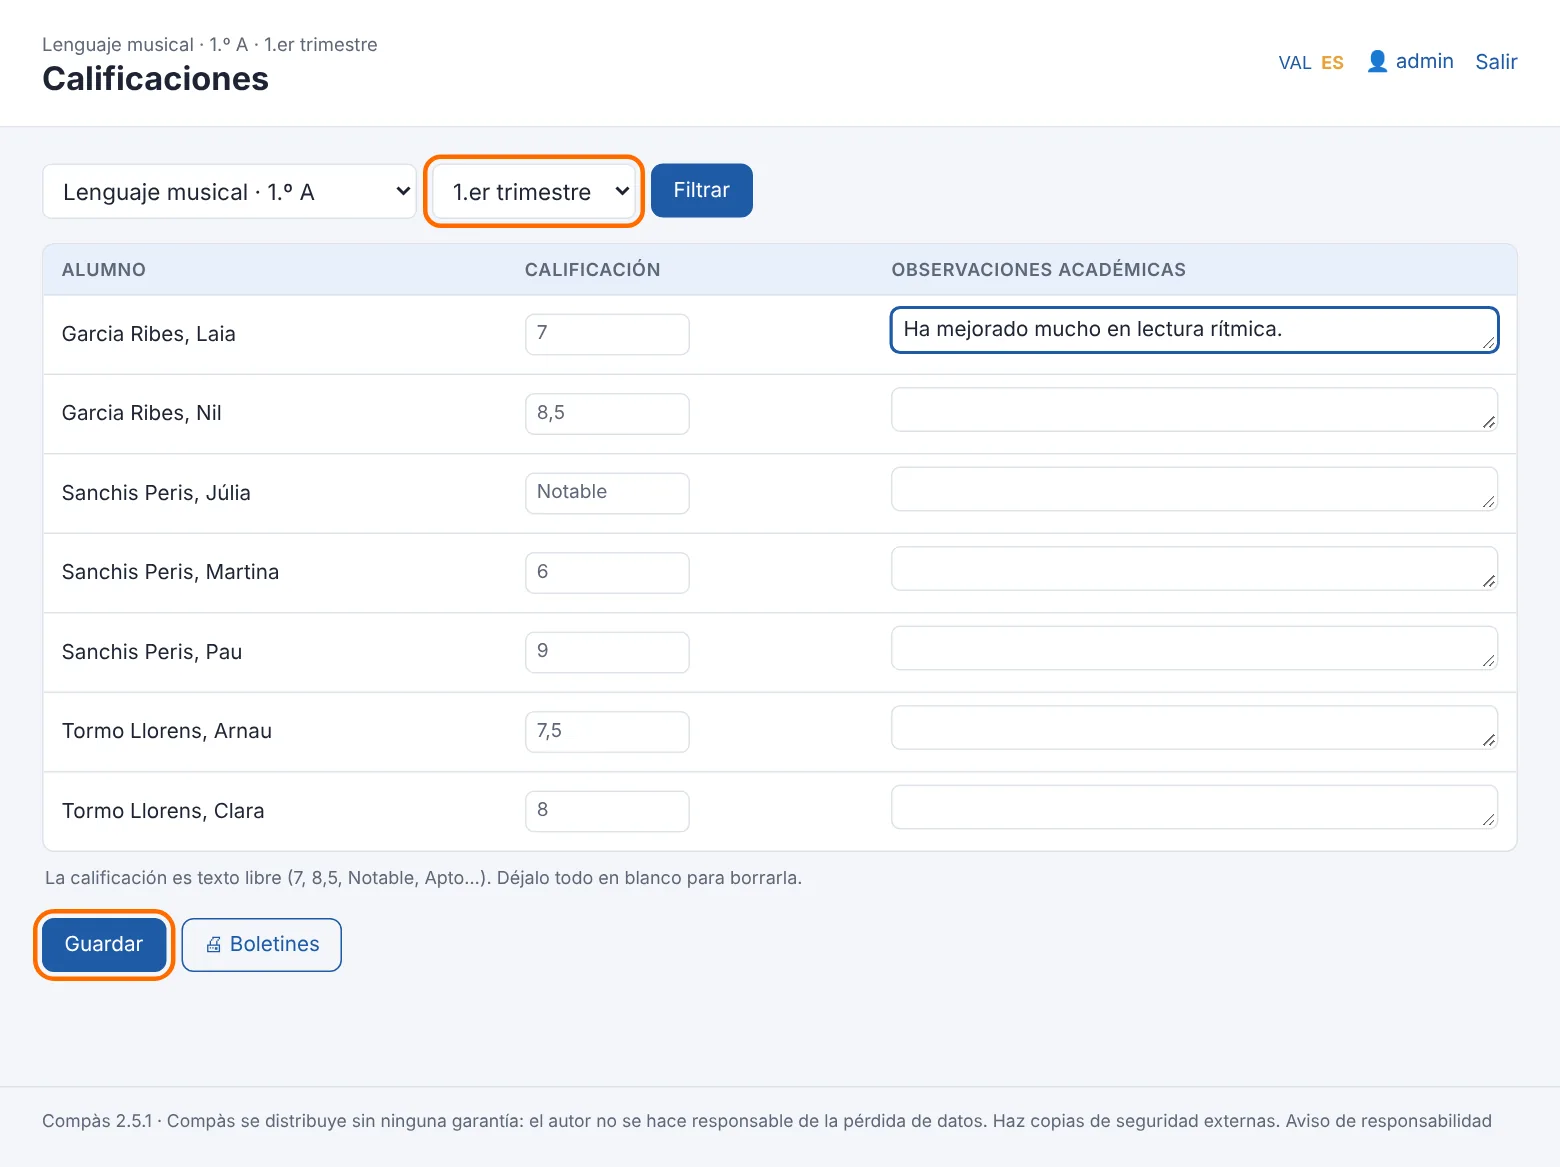 Lenguaje musical · 1.º A · 1.er trimestre
Calificaciones
VAL ES admin Salir
Lenguaje musical · 1.º A 1.er trimestre Filtrar
ALUMNO CALIFICACIÓN OBSERVACIONES ACADÉMICAS
Garcia Ribes, Laia 7 Ha mejorado mucho en lectura rítmica.
Garcia Ribes, Nil 8,5
Sanchis Peris, Júlia Notable
Sanchis Peris, Martina 6
Sanchis Peris, Pau 9
Tormo Llorens, Arnau 7,5
Tormo Llorens, Clara 8
La calificación es texto libre (7, 8,5, Notable, Apto...). Déjalo todo en blanco para borrarla.
Guardar Boletines
Compàs 2.5.1 · Compàs se distribuye sin ninguna garantía: el autor no se hace responsable de la pérdida de datos. Haz copias de seguridad externas. Aviso de responsabilidad